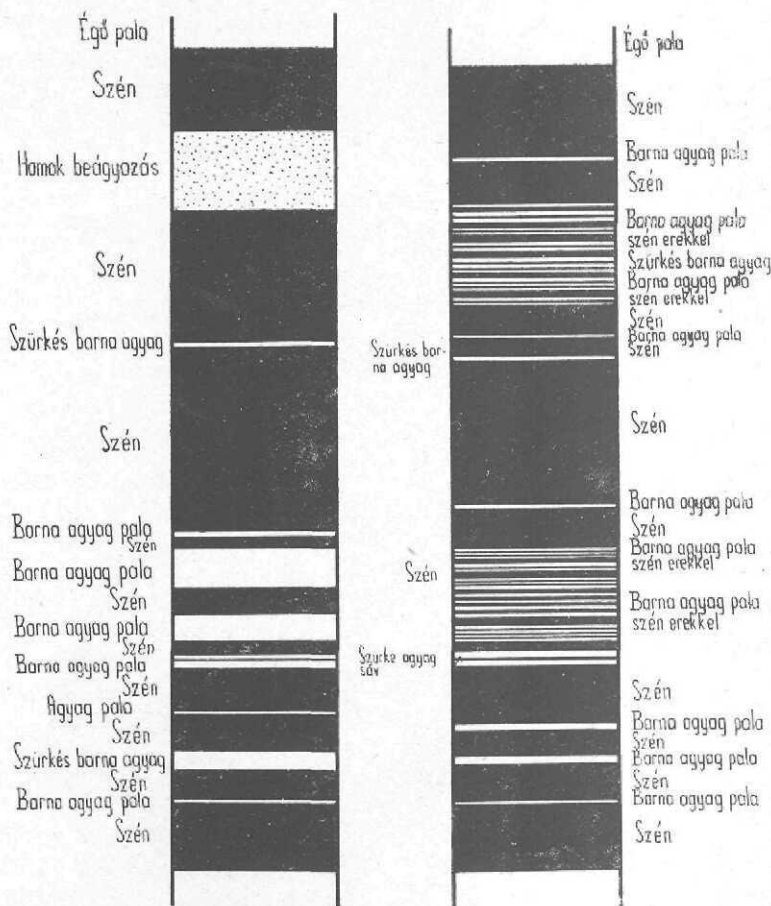 Égő pala
Szén
Homok beágyazás
Szén
Szürkés barna agyag
Szén
Barna agyag pala
Szén
Barna agyag pala
Szén
Barna agyag pala
Szén
Barna agyag pala
Szén
Agyag pala
Szén
Szürkés barna agyag
Szén
Barna agyag pala
Szén
Szürkés bar-
na agyag
Szén
Szürke agyag
sáv
Égő pala
Szén
Barna agyag pala
Szén
Barna agyag pala
szén erekkel
Szürkés barna agyag
Barna agyag pala
szén erekkel
Szén
Barna agyag pala
Szén
Szén
Barna agyag pala
Szén
Barna agyag pala
szén erekkel
Barna agyag pala
szén erekkel
Szén
Barna agyag pala
Szén
Barna agyag pala
Szén
Barna agyag pala
Szén